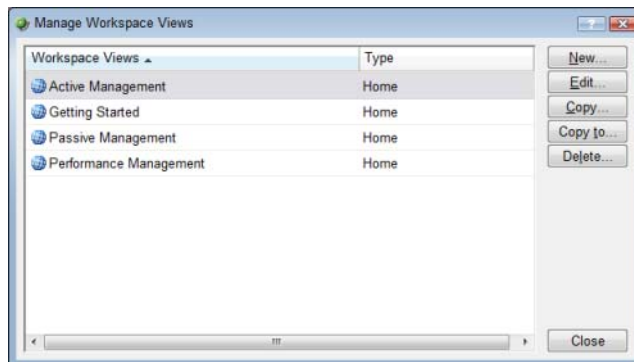 Manage Workspace Views
?
Workspace Views Type
Active Management Home
Getting Started Home
Passive Management Home
Performance Management Home
New...
Edit...
Copy...
Copy to...
Delete...
Close